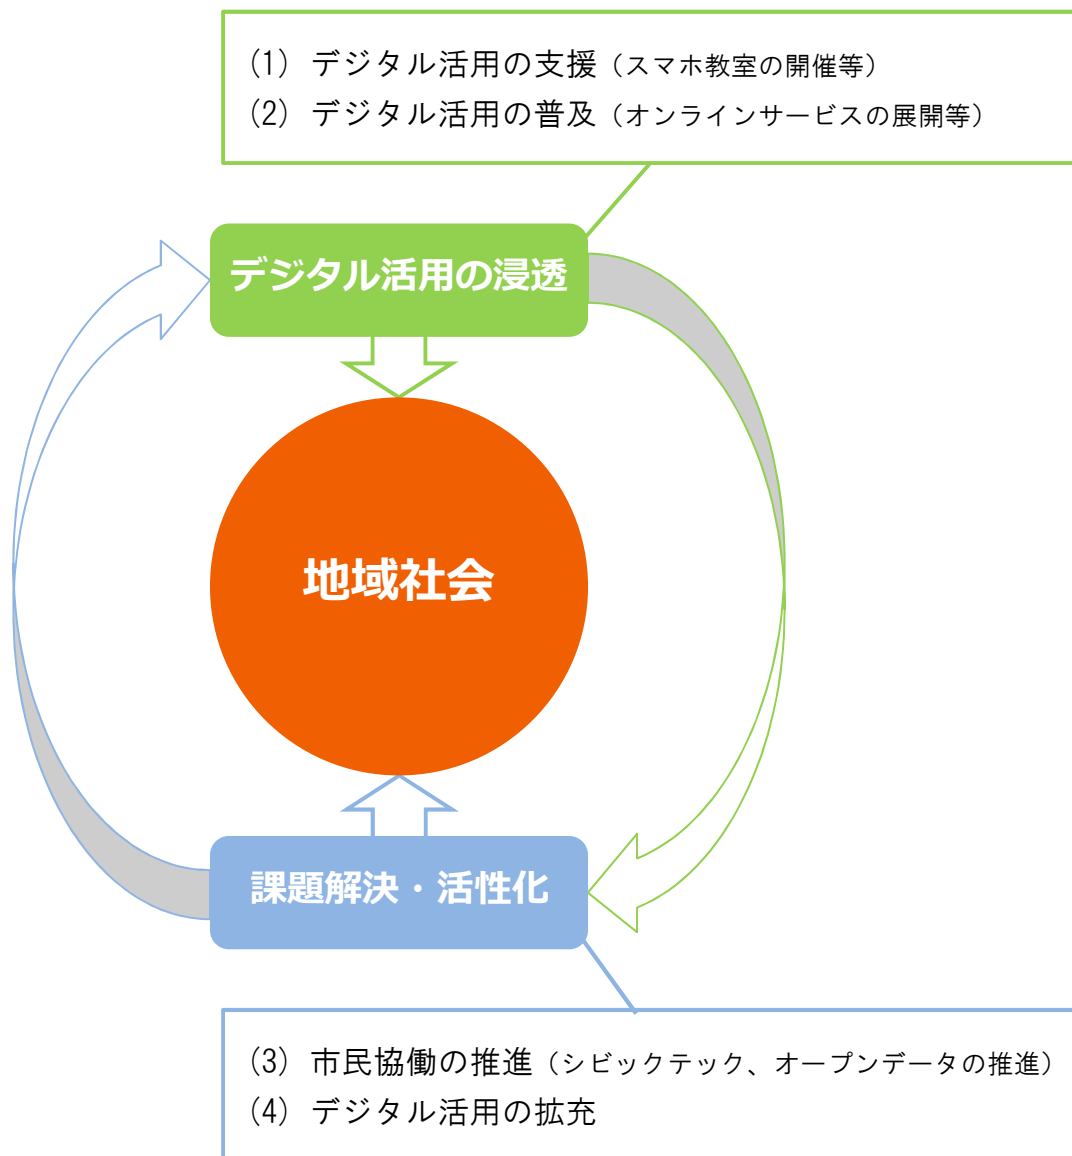 (1) デジタル活用の支援（スマホ教室の開催等）
(2) デジタル活用の普及（オンラインサービスの展開等）
デジタル活用の浸透
地域社会
課題解決・活性化
(3) 市民協働の推進（シビックテック、オープンデータの推進）
(4) デジタル活用の拡充